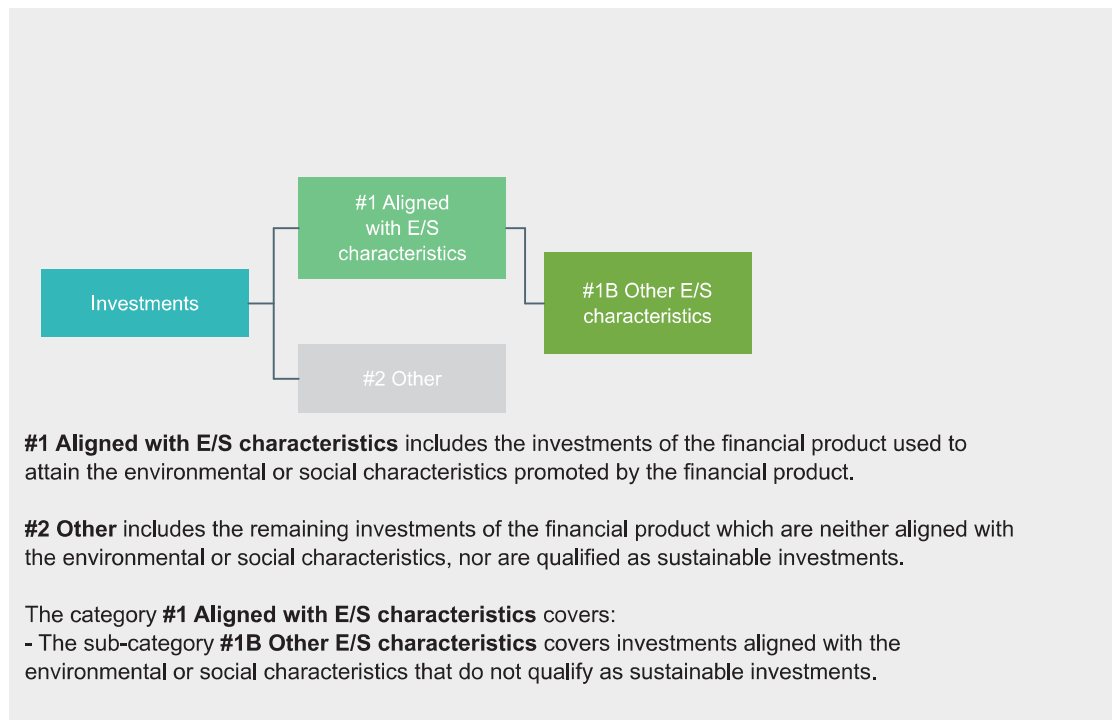 #1 Aligned
with E/S
characteristics
Investments
#1B Other E/S
characteristics
#2 Other
#1 Aligned with E/S characteristics includes the investments of the financial product used to
attain the environmental or social characteristics promoted by the financial product.
#2 Other includes the remaining investments of the financial product which are neither aligned with
the environmental or social characteristics, nor are qualified as sustainable investments.
The category #1 Aligned with E/S characteristics covers:
- The sub-category #1B Other E/S characteristics covers investments aligned with the
environmental or social characteristics that do not qualify as sustainable investments.